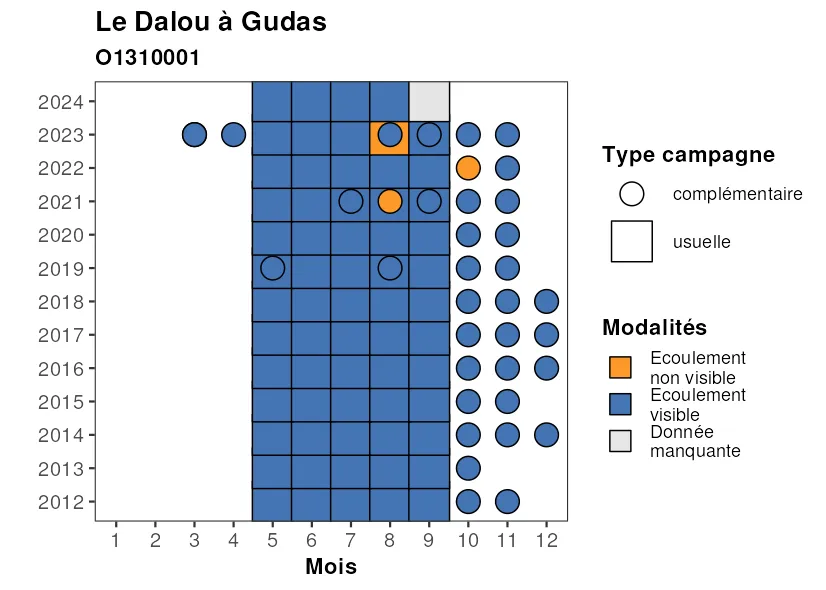 Le Dalou à Gudas
O1310001
2024
2023
2022
2021
2020
2019
2018
2017
2016
2015
2014
2013
2012
1 2 3 4 5 6 7 8 9 10 11 12
Mois
Type campagne
complémentaire
usuelle
Modalités
Ecoulement
non visible
Ecoulement
visible
Donnée
manquante